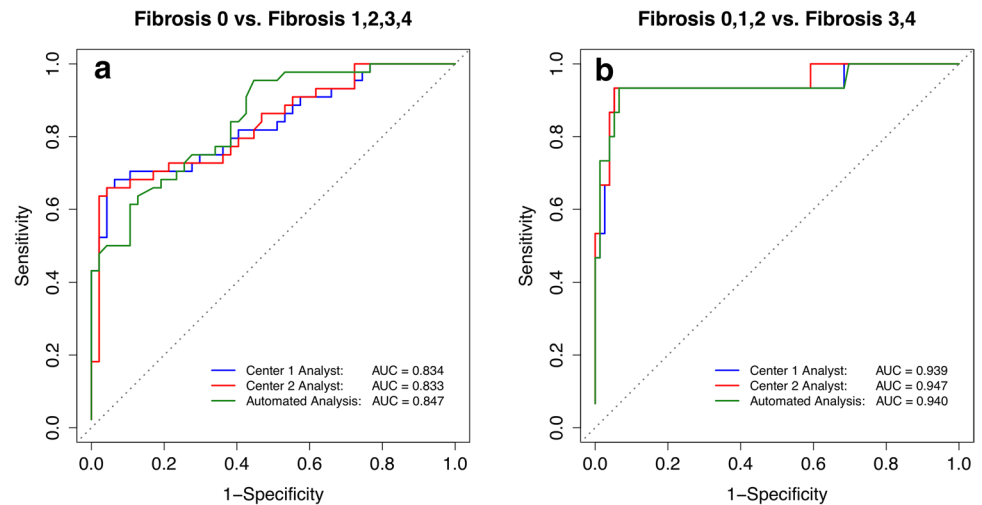 Fibrosis 0 vs. Fibrosis 1,2,3,4
a
Sensitivity
1.0
0.8
0.6
0.4
0.2
0.0
Center 1 Analyst: AUC = 0.834
Center 2 Analyst: AUC = 0.833
Automated Analysis: AUC = 0.847
0.0 0.2 0.4 0.6 0.8 1.0
1−Specificity
Fibrosis 0,1,2 vs Fibrosis 3,4
b
Sensitivity
1.0
0.8
0.6
0.4
0.2
0.0
Center 1 Analyst: AUC = 0.939
Center 2 Analyst: AUC = 0.947
Automated Analysis: AUC = 0.940
0.0 0.2 0.4 0.6 0.8 1.0
1−Specificity